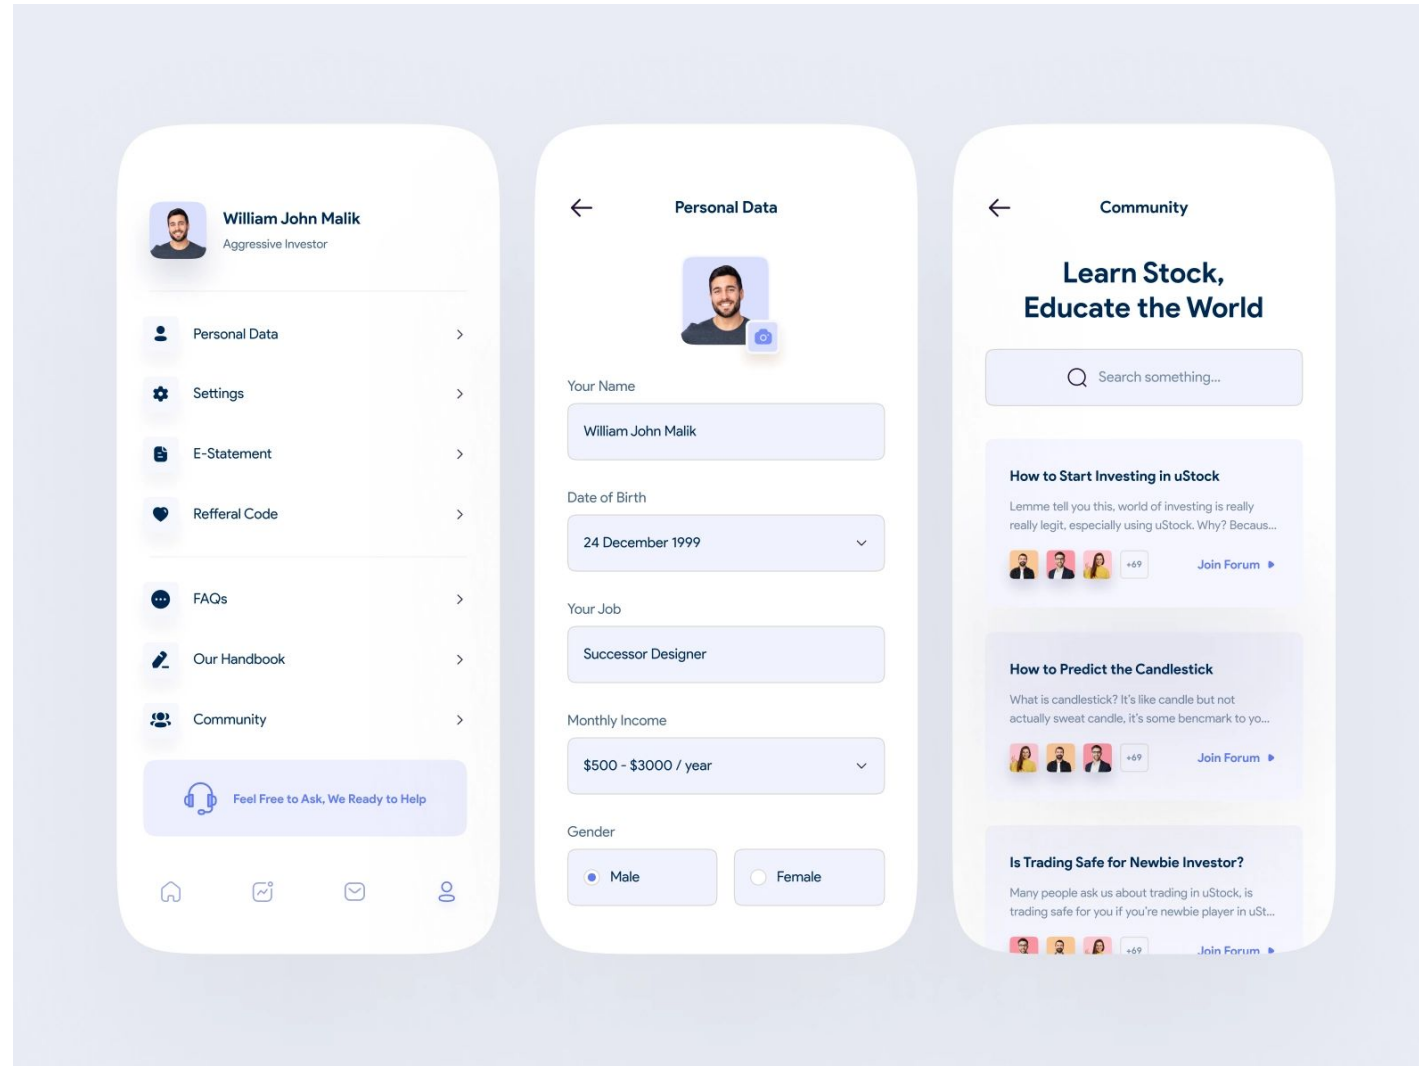 William John Malik
Aggressive Investor
Personal Data
Settings
E-Statement
Refferal Code
FAQs
Our Handbook
Community
Feel Free to Ask, We Ready to Help
Personal Data
Your Name
William John Malik
Date of Birth
24 December 1999
Your Job
Successor Designer
Monthly Income
$500 - $3000 / year
Gender
Male
Female
Community
Learn Stock,
Educate the World
Search something...
How to Start Investing in uStock
Lemme tell you this, world of investing is really
really legit, especially using uStock. Why? Becaus...
+69
Join Forum
How to Predict the Candlestick
What is candlestick? It's like candle but not
actually sweat candle, it's some bencmark to yo...
+69
Join Forum
Is Trading Safe for Newbie Investor?
Many people ask us about trading in uStock, is
trading safe for you if you're newbie player in uSt...
+69
Join Forum